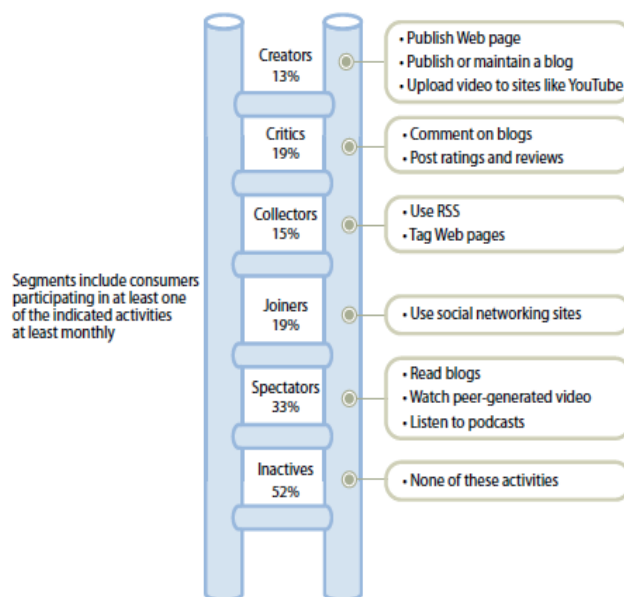 Creators
13%
• Publish Web page
• Publish or maintain a blog
• Upload video to sites like YouTube
Critics
19%
• Comment on blogs
• Post ratings and reviews
Collectors
15%
• Use RSS
• Tag Web pages
Segments include consumers
participating in at least one
of the indicated activities
at least monthly
Joiners
19%
• Use social networking sites
Spectators
33%
• Read blogs
• Watch peer-generated video
• Listen to podcasts
Inactives
52%
• None of these activities